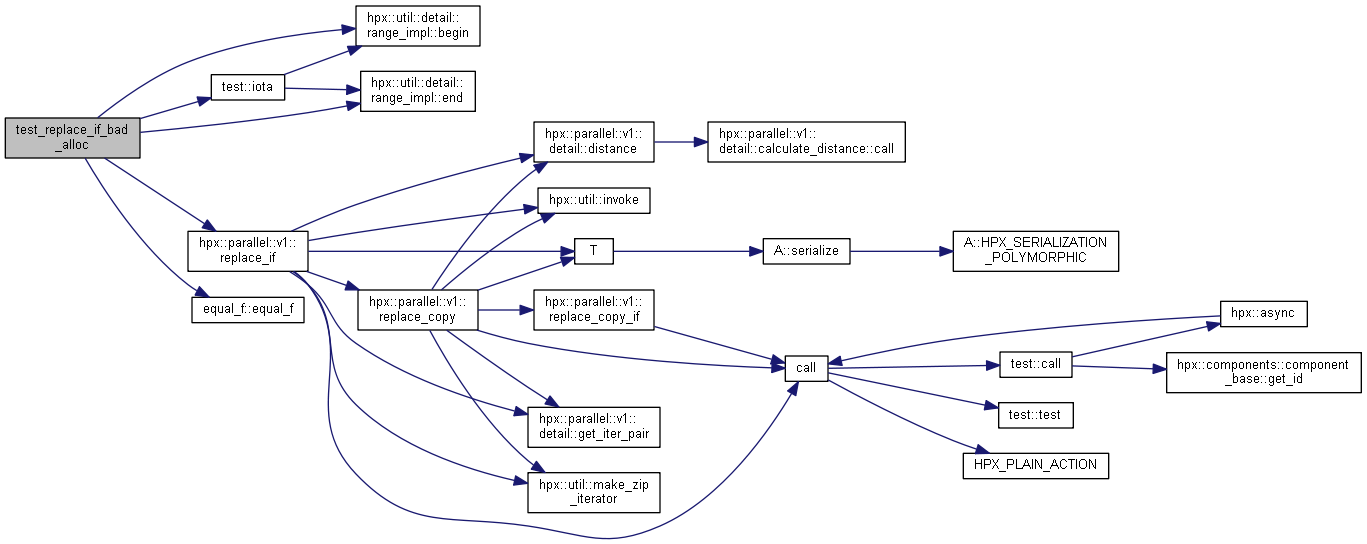 test_replace_if_bad
_alloc
hpx::util::detail::
range_impl::begin
test::iota
hpx::util::detail::
range_impl::end
hpx::parallel::v1::
replace_if
equal_f::equal_f
hpx::parallel::v1::
detail::distance
hpx::parallel::v1::
detail::calculate_distance::call
hpx::util::invoke
T
A::serialize
A::HPX_SERIALIZATION
_POLYMORPHIC
hpx::parallel::v1::
replace_copy
hpx::parallel::v1::
replace_copy_if
call
hpx::async
test::call
hpx::components::component
_base::get_id
test::test
HPX_PLAIN_ACTION
hpx::parallel::v1::
detail::get_iter_pair
hpx::util::make_zip
_iterator